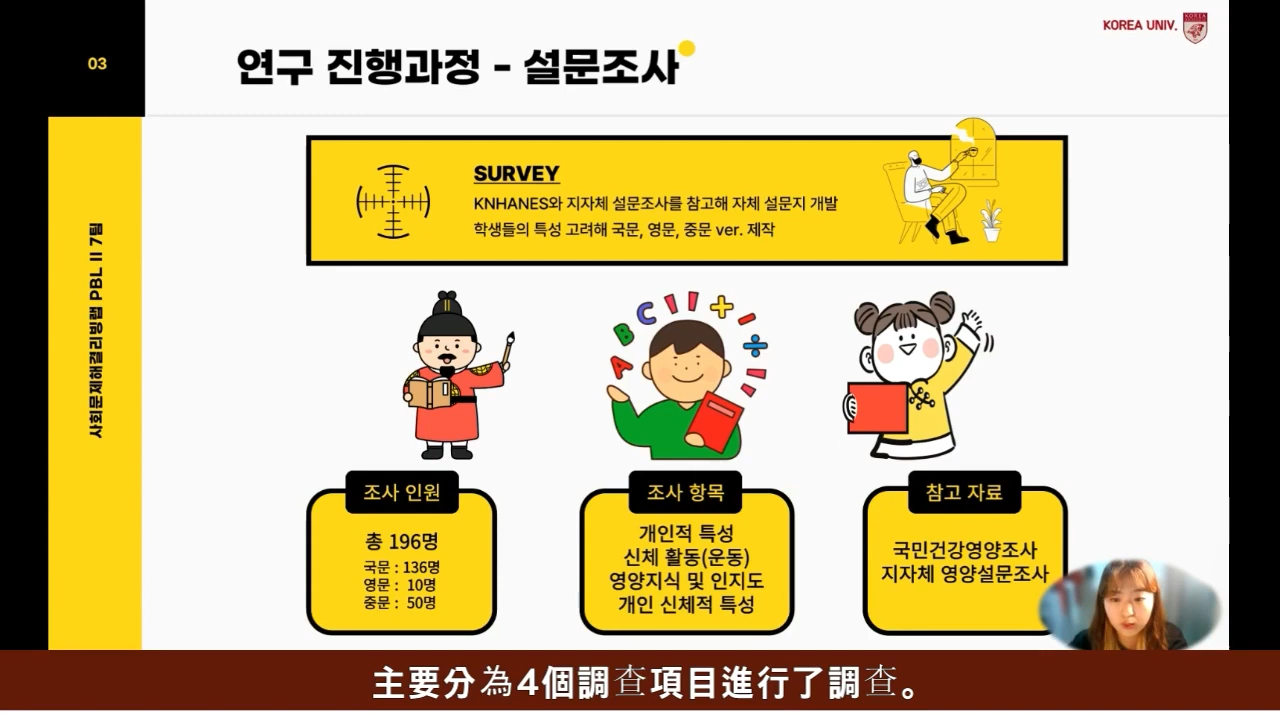 KOREA UNIV.
03
연구 진행과정 - 설문조사
사회문제해결리빙랩 PBL II 7팀
SURVEY
KNHANES와 지자체 설문조사를 참고해 자체 설문지 개발
학생들의 특성 고려해 국문, 영문, 중문 ver. 제작
A B C
조사 인원
총 196명
국문 : 136명
영문 : 10명
중문 : 50명
조사 항목
개인적 특성
신체 활동(운동)
영양지식 및 인지도
개인 신체적 특성
참고 자료
국민건강영양조사
지자체 영양설문조사
主要分為4個調查項目進行了調查。